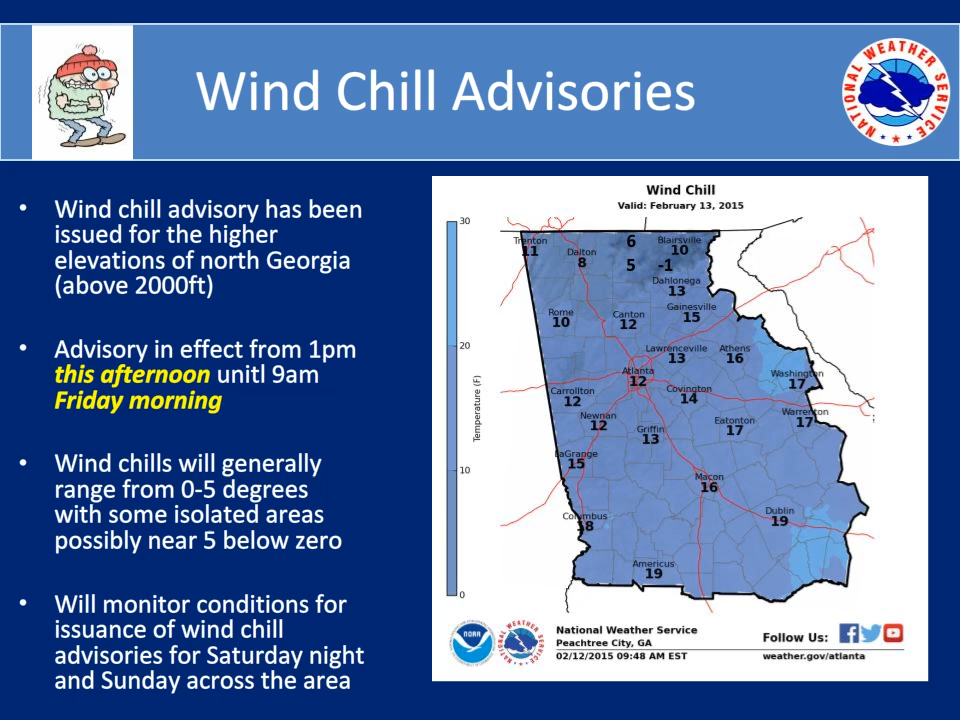 Wind Chill Advisories
NATIONAL WEATHER SERVICE
• Wind chill advisory has been
issued for the higher
elevations of north Georgia
(above 2000ft)
• Advisory in effect from 1pm
this afternoon unitl 9am
Friday morning
• Wind chills will generally
range from 0-5 degrees
with some isolated areas
possibly near 5 below zero
• Will monitor conditions for
issuance of wind chill
advisories for Saturday night
and Sunday across the area
Wind Chill
Valid: February 13, 2015
30
20
10
0
Temperature (F)
Trenton
11
Dalton
8
6
5
-1
Blairsville
10
Dahlonega
13
Gainesville
15
Rome
10
Canton
12
Lawrenceville
13
Athens
16
Atlanta
12
Washington
17
Carrollton
12
Covington
14
Newnan
12
Griffin
13
Eatonton
17
Warrenton
17
LaGrange
15
Macon
16
Columbus
18
Dublin
19
Americus
19
NOAA
National Weather Service
Peachtree City, GA
02/12/2015 09:48 AM EST
Follow Us:
weather.gov/atlanta